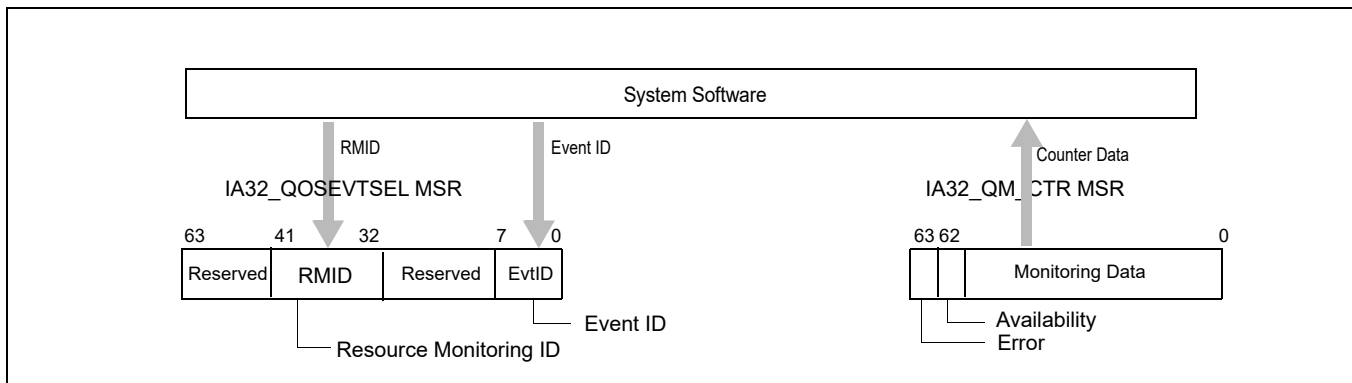 System Software
RMID
Event ID
Counter Data
IA32_QOSEVTSEL MSR
IA32_QM_CTR MSR
63 41 32 7 0
63 62 0
Reserved RMID Reserved EvtID
Monitoring Data
Event ID
Resource Monitoring ID
Availability
Error